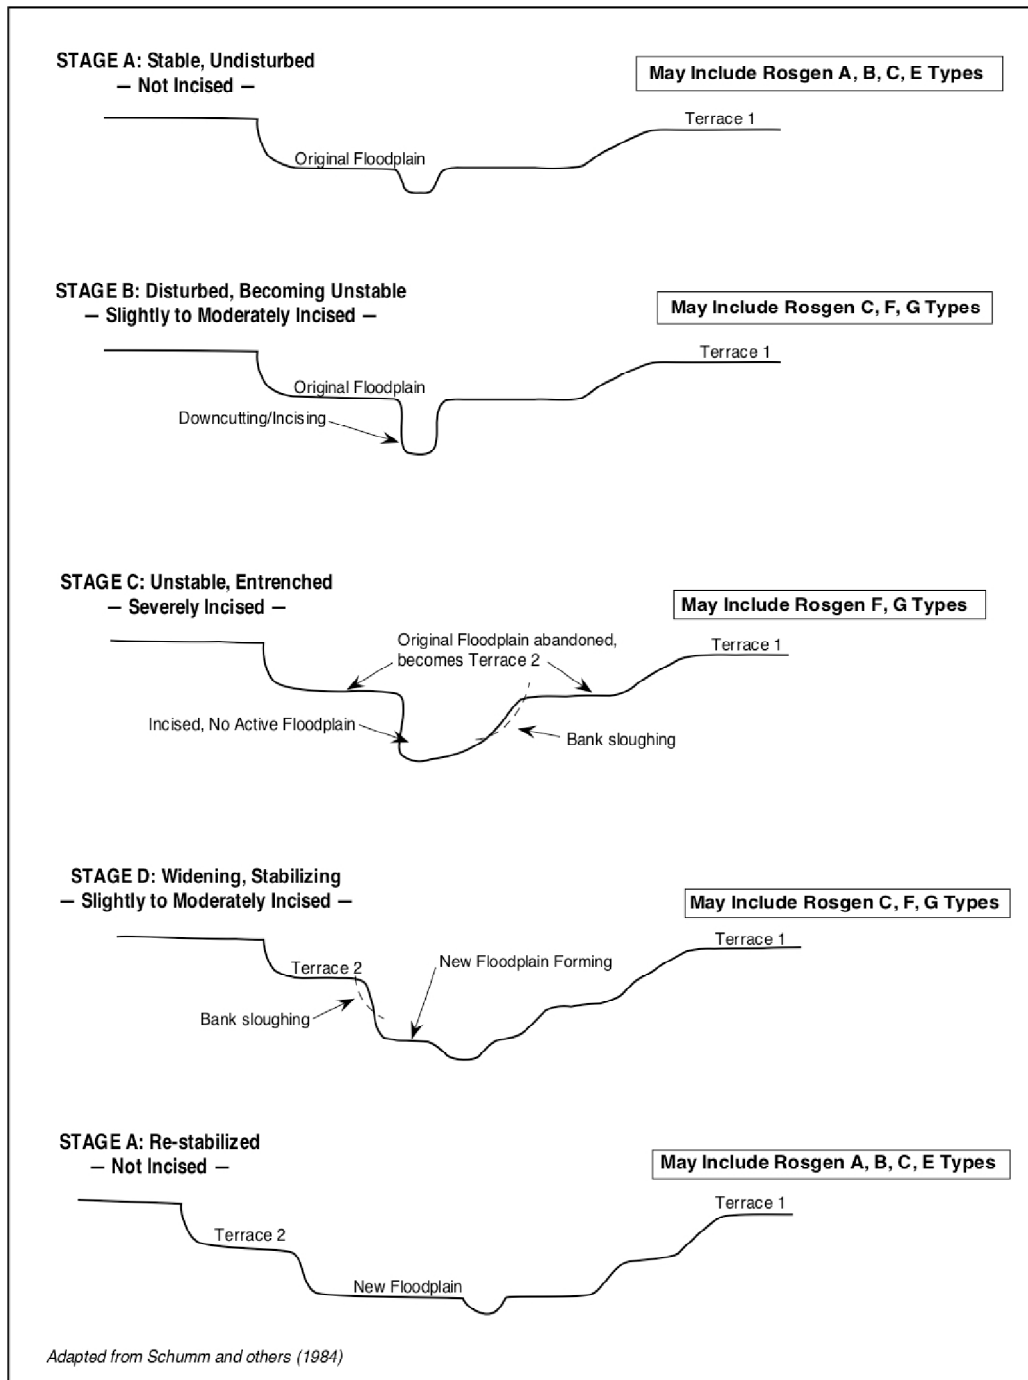 STAGE A: Stable, Undisturbed
— Not Incised —
May Include Rosgen A, B, C, E Types
Terrace 1
Original Floodplain
STAGE B: Disturbed, Becoming Unstable
— Slightly to Moderately Incised —
May Include Rosgen C, F, G Types
Terrace 1
Original Floodplain
Downcutting/Incising
STAGE C: Unstable, Entrenched
— Severely Incised —
May Include Rosgen F, G Types
Original Floodplain abandoned,
becomes Terrace 2
Terrace 1
Incised, No Active Floodplain
Bank sloughing
STAGE D: Widening, Stabilizing
— Slightly to Moderately Incised —
May Include Rosgen C, F, G Types
Terrace 1
Terrace 2
New Floodplain Forming
Bank sloughing
STAGE A: Re-stabilized
— Not Incised —
May Include Rosgen A, B, C, E Types
Terrace 1
Terrace 2
New Floodplain
Adapted from Schumm and others (1984)